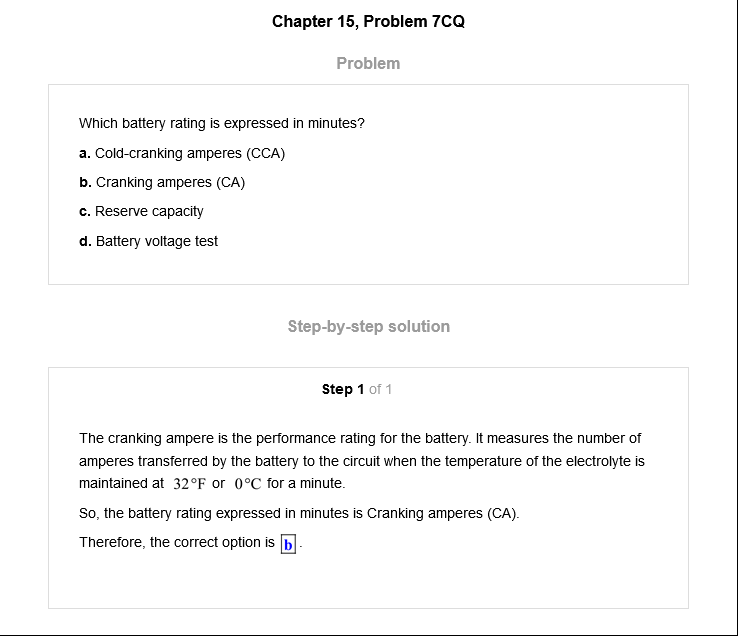 Chapter 15, Problem 7CQ
Problem
Which battery rating is expressed in minutes?
a. Cold-cranking amperes (CCA)
b. Cranking amperes (CA)
c. Reserve capacity
d. Battery voltage test
Step-by-step solution
Step 1 of 1
The cranking ampere is the performance rating for the battery. It measures the number of
amperes transferred by the battery to the circuit when the temperature of the electrolyte is
maintained at 32°F or 0°C for a minute.
So, the battery rating expressed in minutes is Cranking amperes (CA).
Therefore, the correct option is b.